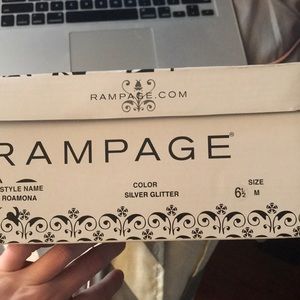 RAMPAGE.COM
RAMPAGE®
STYLE NAME COLOR SIZE
ROAMONA SILVER GLITTER 6½ M